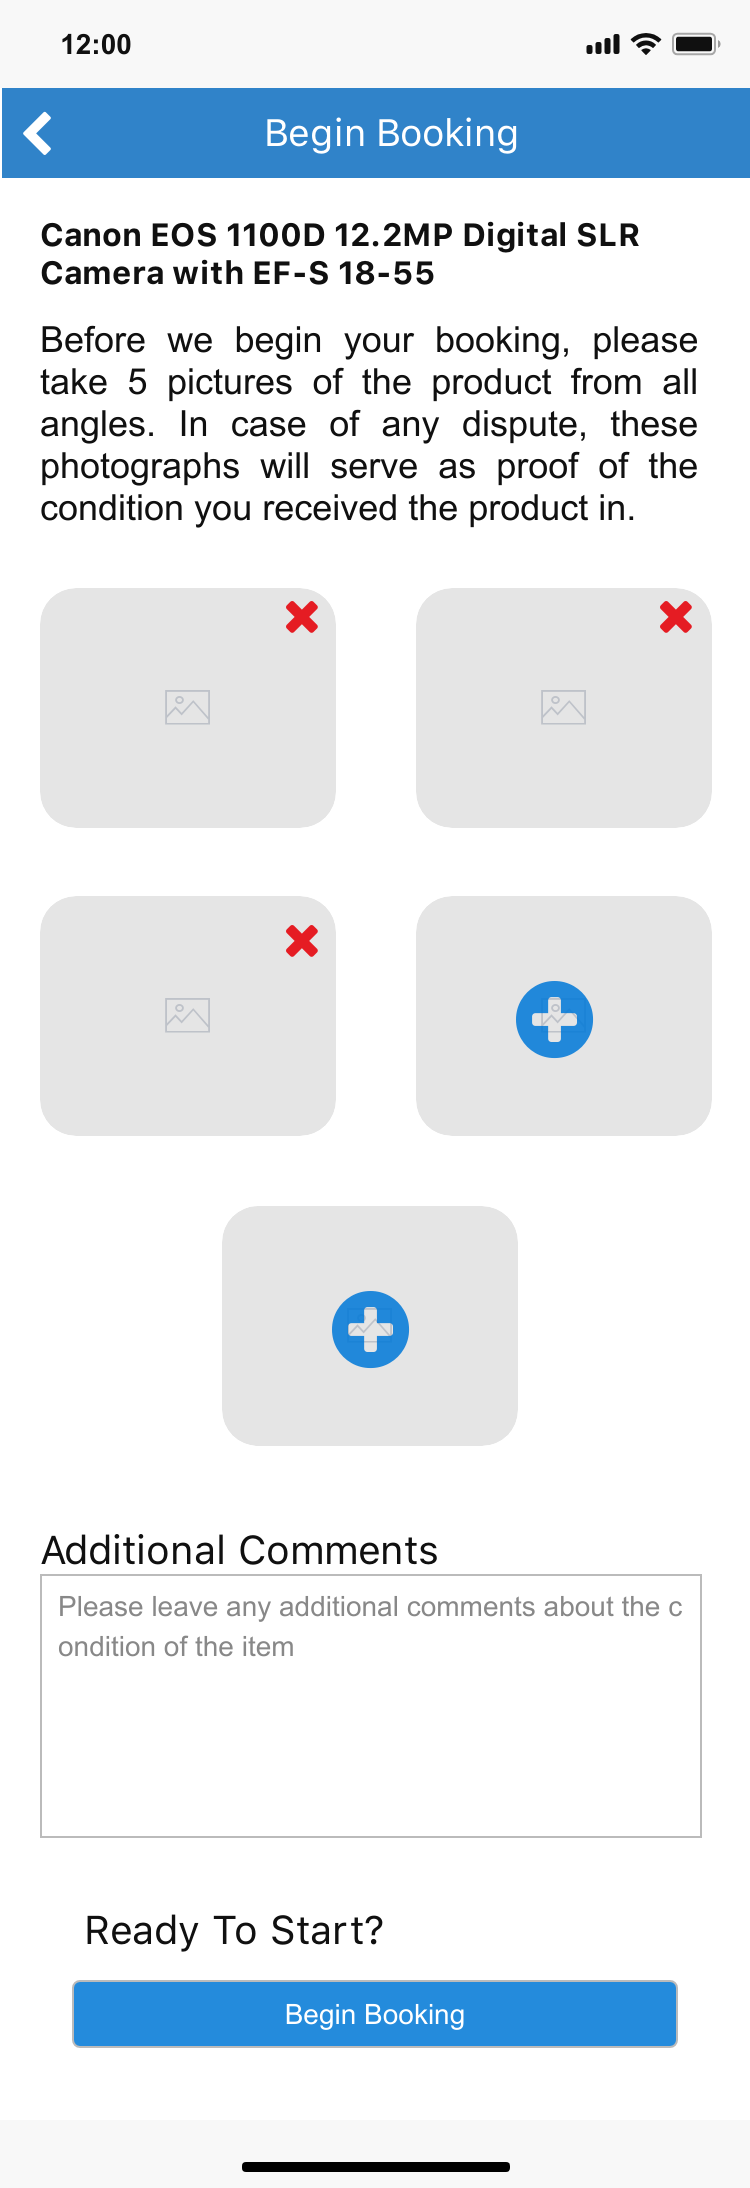 12:00
Begin Booking
Canon EOS 1100D 12.2MP Digital SLR
Camera with EF-S 18-55
Before we begin your booking, please
take 5 pictures of the product from all
angles. In case of any dispute, these
photographs will serve as proof of the
condition you received the product in.
Additional Comments
Please leave any additional comments about the c
ondition of the item
Ready To Start?
Begin Booking